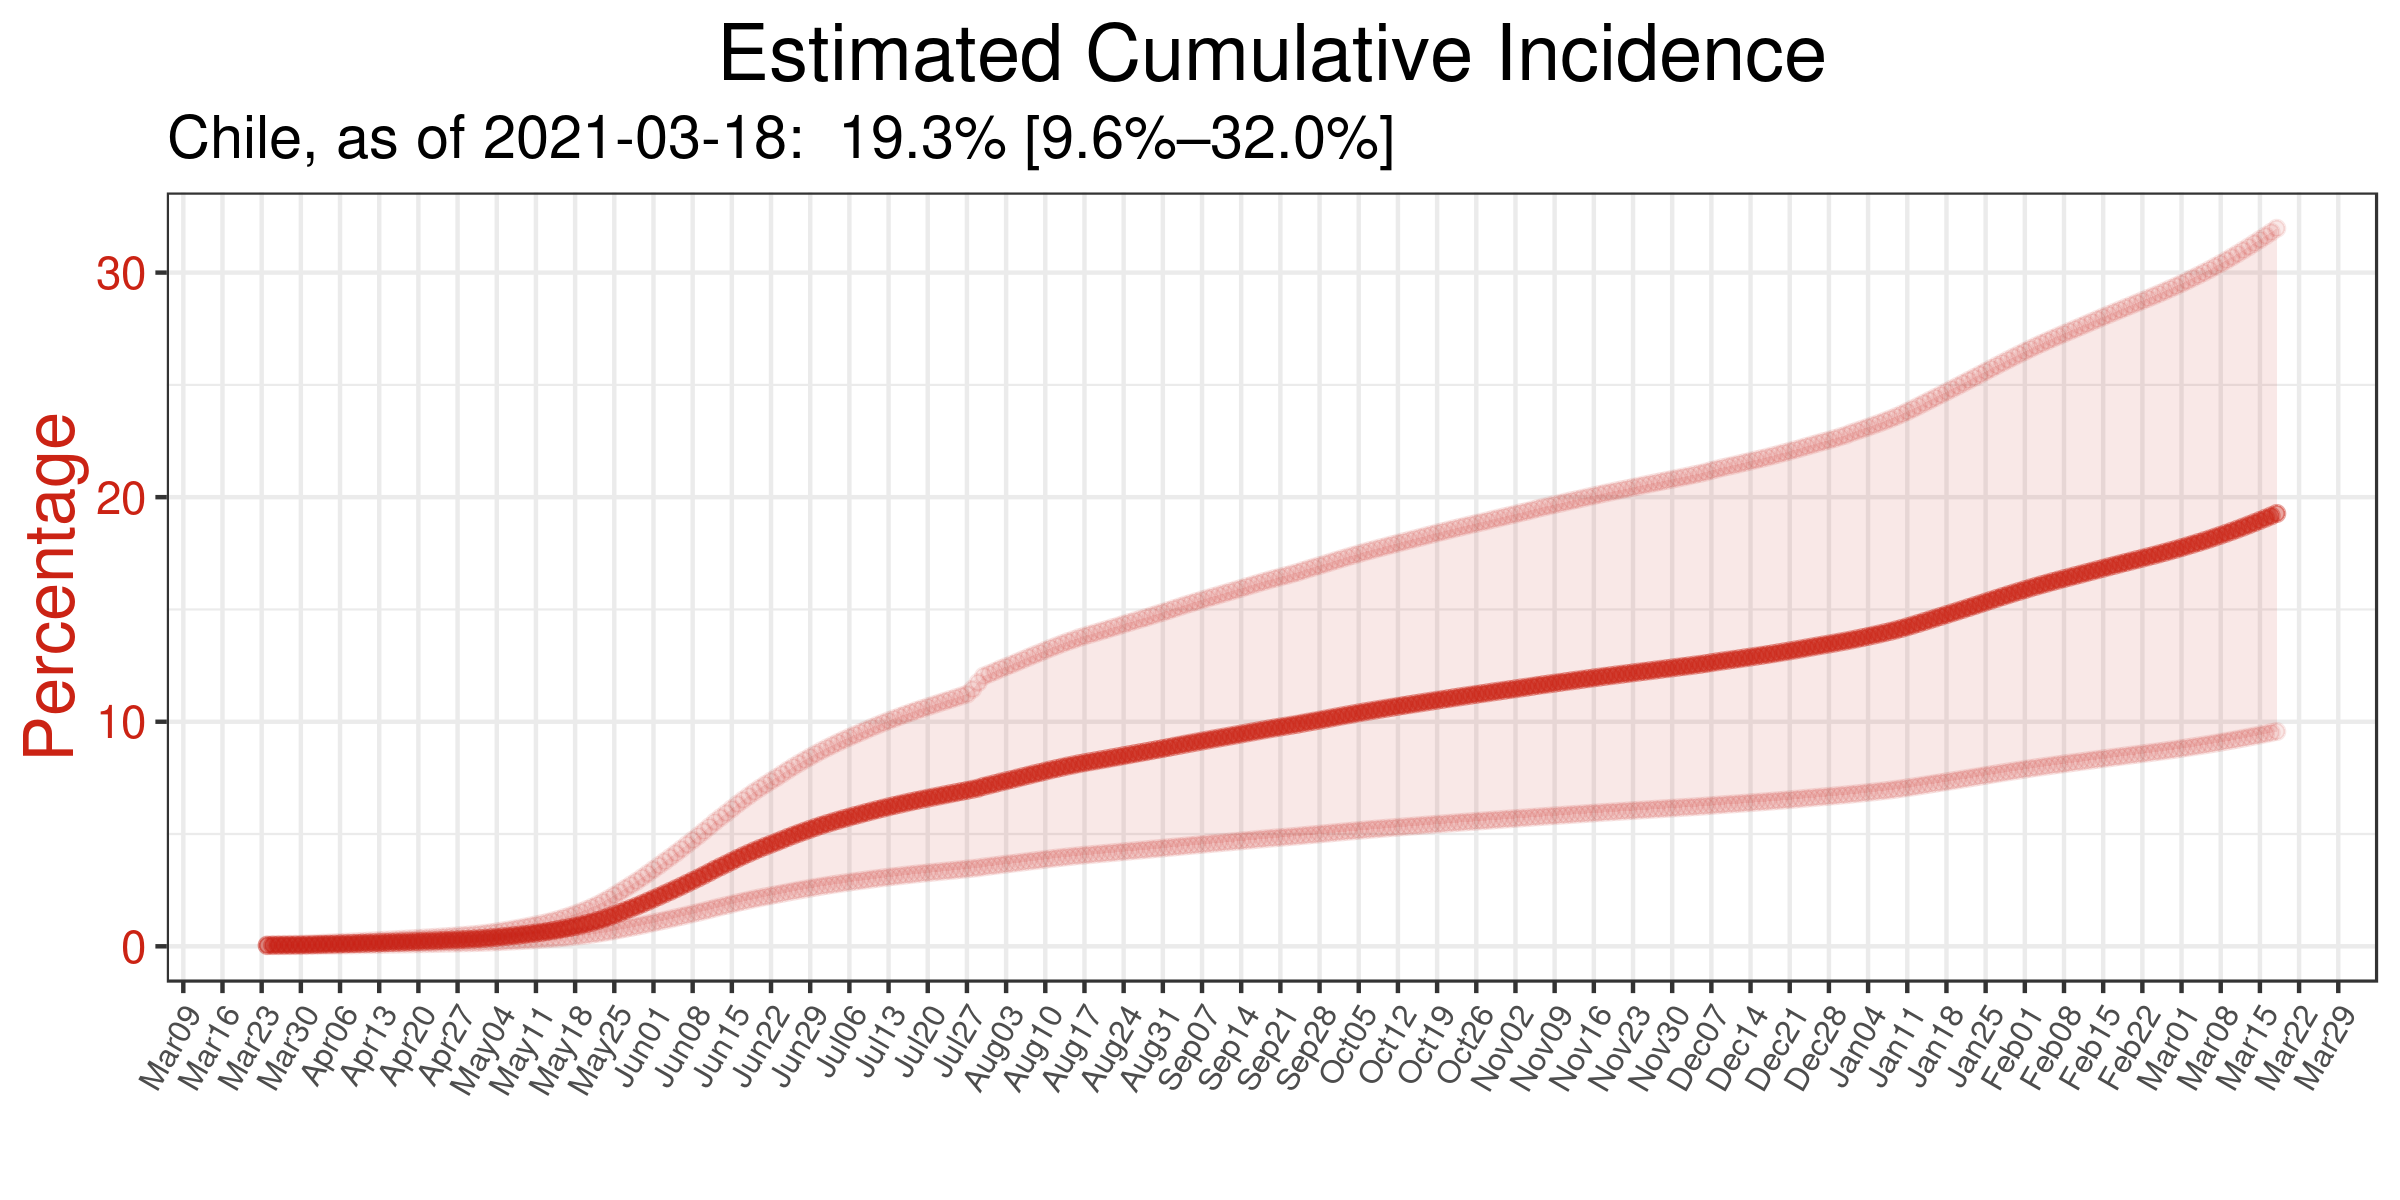 Estimated Cumulative Incidence
Chile, as of 2021-03-18:  19.3% [9.6%–32.0%]
Percentage
30
20
10
0
Mar09 Mar16 Mar23 Mar30 Apr06 Apr13 Apr20 Apr27 May04 May11 May18 May25 Jun01 Jun08 Jun15 Jun22 Jun29 Jul06 Jul13 Jul20 Jul27 Aug03 Aug10 Aug17 Aug24 Aug31 Sep07 Sep14 Sep21 Sep28 Oct05 Oct12 Oct19 Oct26 Nov02 Nov09 Nov16 Nov23 Nov30 Dec07 Dec14 Dec21 Dec28 Jan04 Jan11 Jan18 Jan25 Feb01 Feb08 Feb15 Feb22 Mar01 Mar08 Mar15 Mar22 Mar29